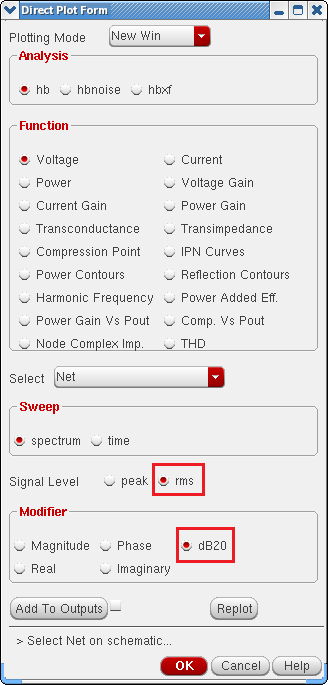 Direct Plot Form
Plotting Mode New Win
Analysis
hb hbnoise hbxf
Function
Voltage Current
Power Voltage Gain
Current Gain Power Gain
Transconductance Transimpedance
Compression Point IPN Curves
Power Contours Reflection Contours
Harmonic Frequency Power Added Eff.
Power Gain Vs Pout Comp. Vs Pout
Node Complex Imp. THD
Select Net
Sweep
spectrum time
Signal Level peak rms
Modifier
Magnitude Phase dB20
Real Imaginary
Add To Outputs Replot
> Select Net on schematic...
OK Cancel Help